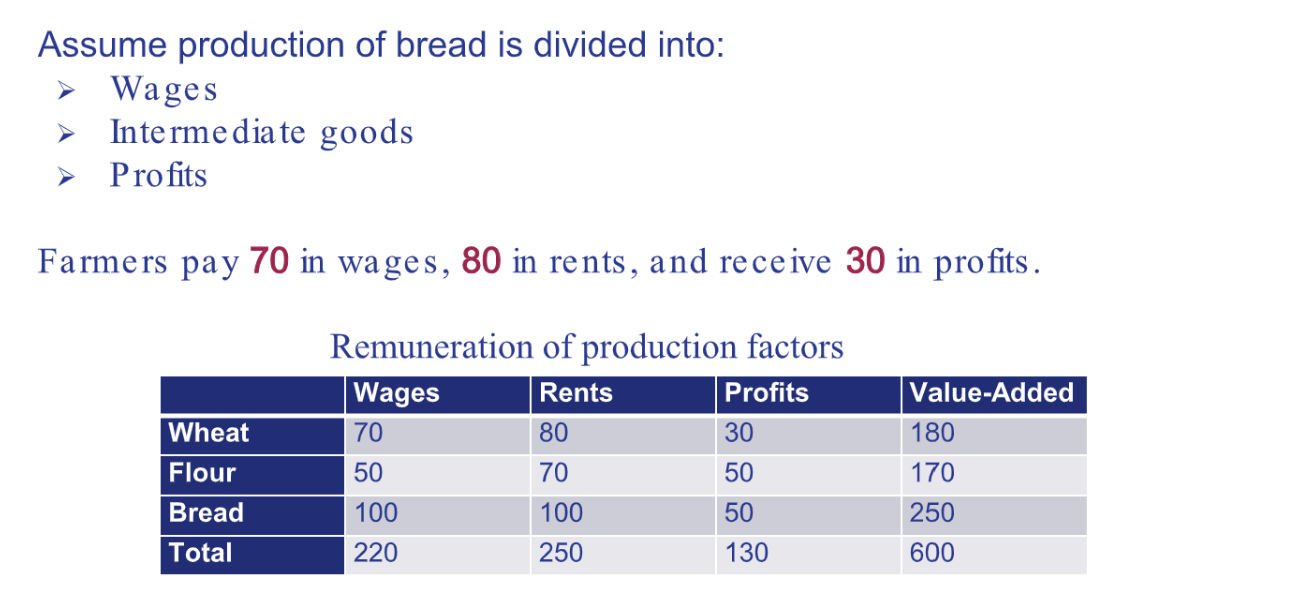 Assume production of bread is divided into:
➢ Wages
➢ Intermediate goods
➢ Profits
Farmers pay 70 in wages, 80 in rents, and receive 30 in profits.
Remuneration of production factors
Wages Rents Profits Value-Added
Wheat 70 80 30 180
Flour 50 70 50 170
Bread 100 100 50 250
Total 220 250 130 600